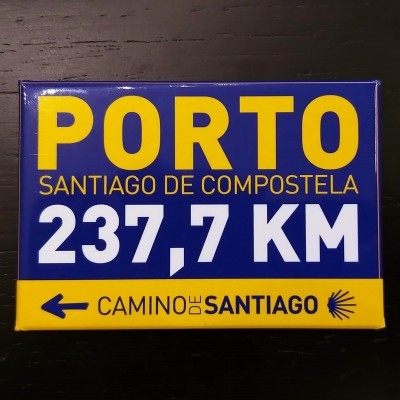 PORTO
SANTIAGO DE COMPOSTELA
237,7 KM
CAMINO DE SANTIAGO